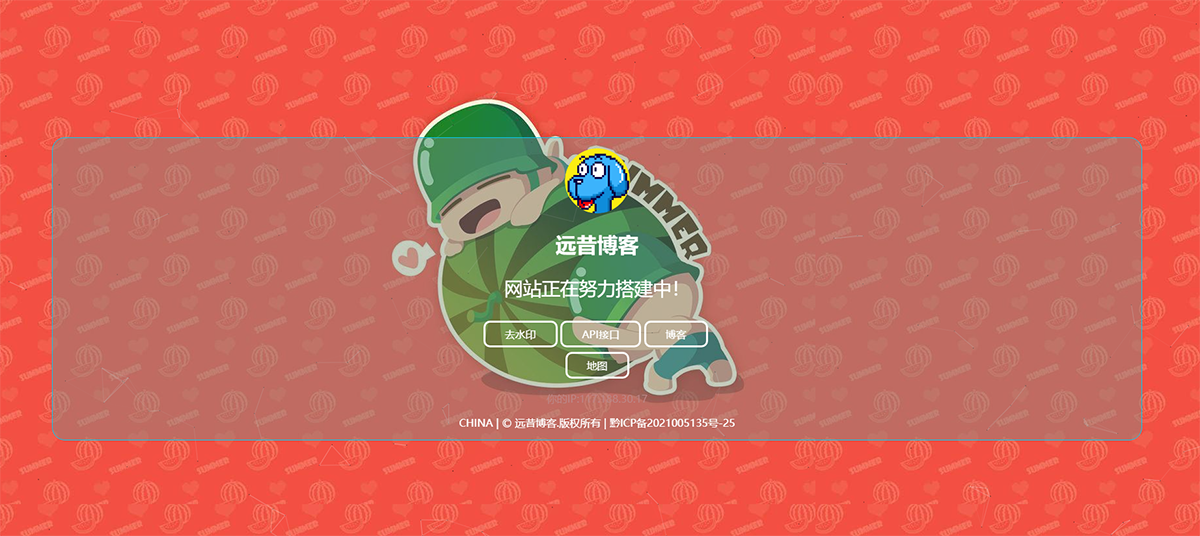 UMMER
远昔博客
网站正在努力搭建中！
去水印 API接口 博客
地图
CHINA | © 远昔博客.版权所有 | 黔ICP备2021005135号-25
SUMMER